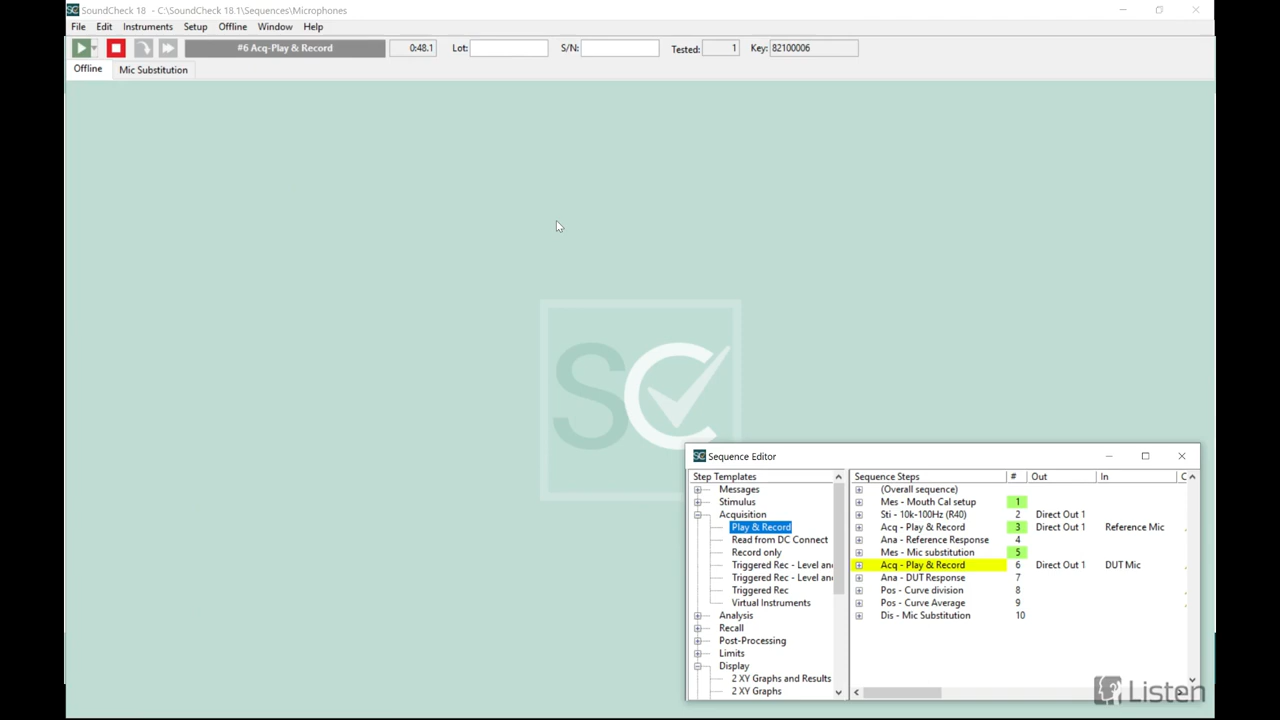 SoundCheck 18 - C:\SoundCheck 18.1\Sequences\Microphones
File Edit Instruments Setup Offline Window Help
#6 Acq-Play & Record 0:48.1 Lot: S/N: Tested: 1 Key: 82100006
Offline Mic Substitution
SC
Sequence Editor
Step Templates
Messages
Stimulus
Acquisition
Play & Record
Read from DC Connect
Record only
Triggered Rec - Level an
Triggered Rec - Level an
Triggered Rec
Virtual Instruments
Analysis
Recall
Post-Processing
Limits
Display
2 XY Graphs and Results
2 XY Graphs
Sequence Steps # Out In C
(Overall sequence)
Mes - Mouth Cal setup 1
Sti - 10k-100Hz (R40) 2 Direct Out 1
Acq - Play & Record 3 Direct Out 1 Reference Mic
Ana - Reference Response 4
Mes - Mic substitution 5
Acq - Play & Record 6 Direct Out 1 DUT Mic
Ana - DUT Response 7
Pos - Curve division 8
Pos - Curve Average 9
Dis - Mic Substitution 10
Listen